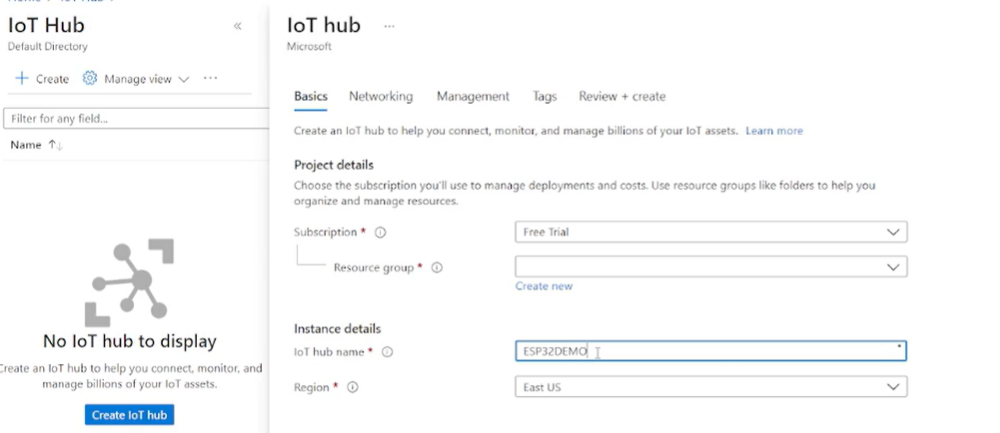 IoT Hub
«
Default Directory
+ Create Manage view ...
Filter for any field...
Name ↑↓
No IoT hub to display
Create an IoT hub to help you connect, monitor, and
manage billions of your IoT assets.
Create IoT hub
IoT hub ...
Microsoft
Basics Networking Management Tags Review + create
Create an IoT hub to help you connect, monitor, and manage billions of your IoT assets. Learn more
Project details
Choose the subscription you'll use to manage deployments and costs. Use resource groups like folders to help you
organize and manage resources.
Subscription * Free Trial
Resource group *
Create new
Instance details
IoT hub name * ESP32DEMO
Region * East US